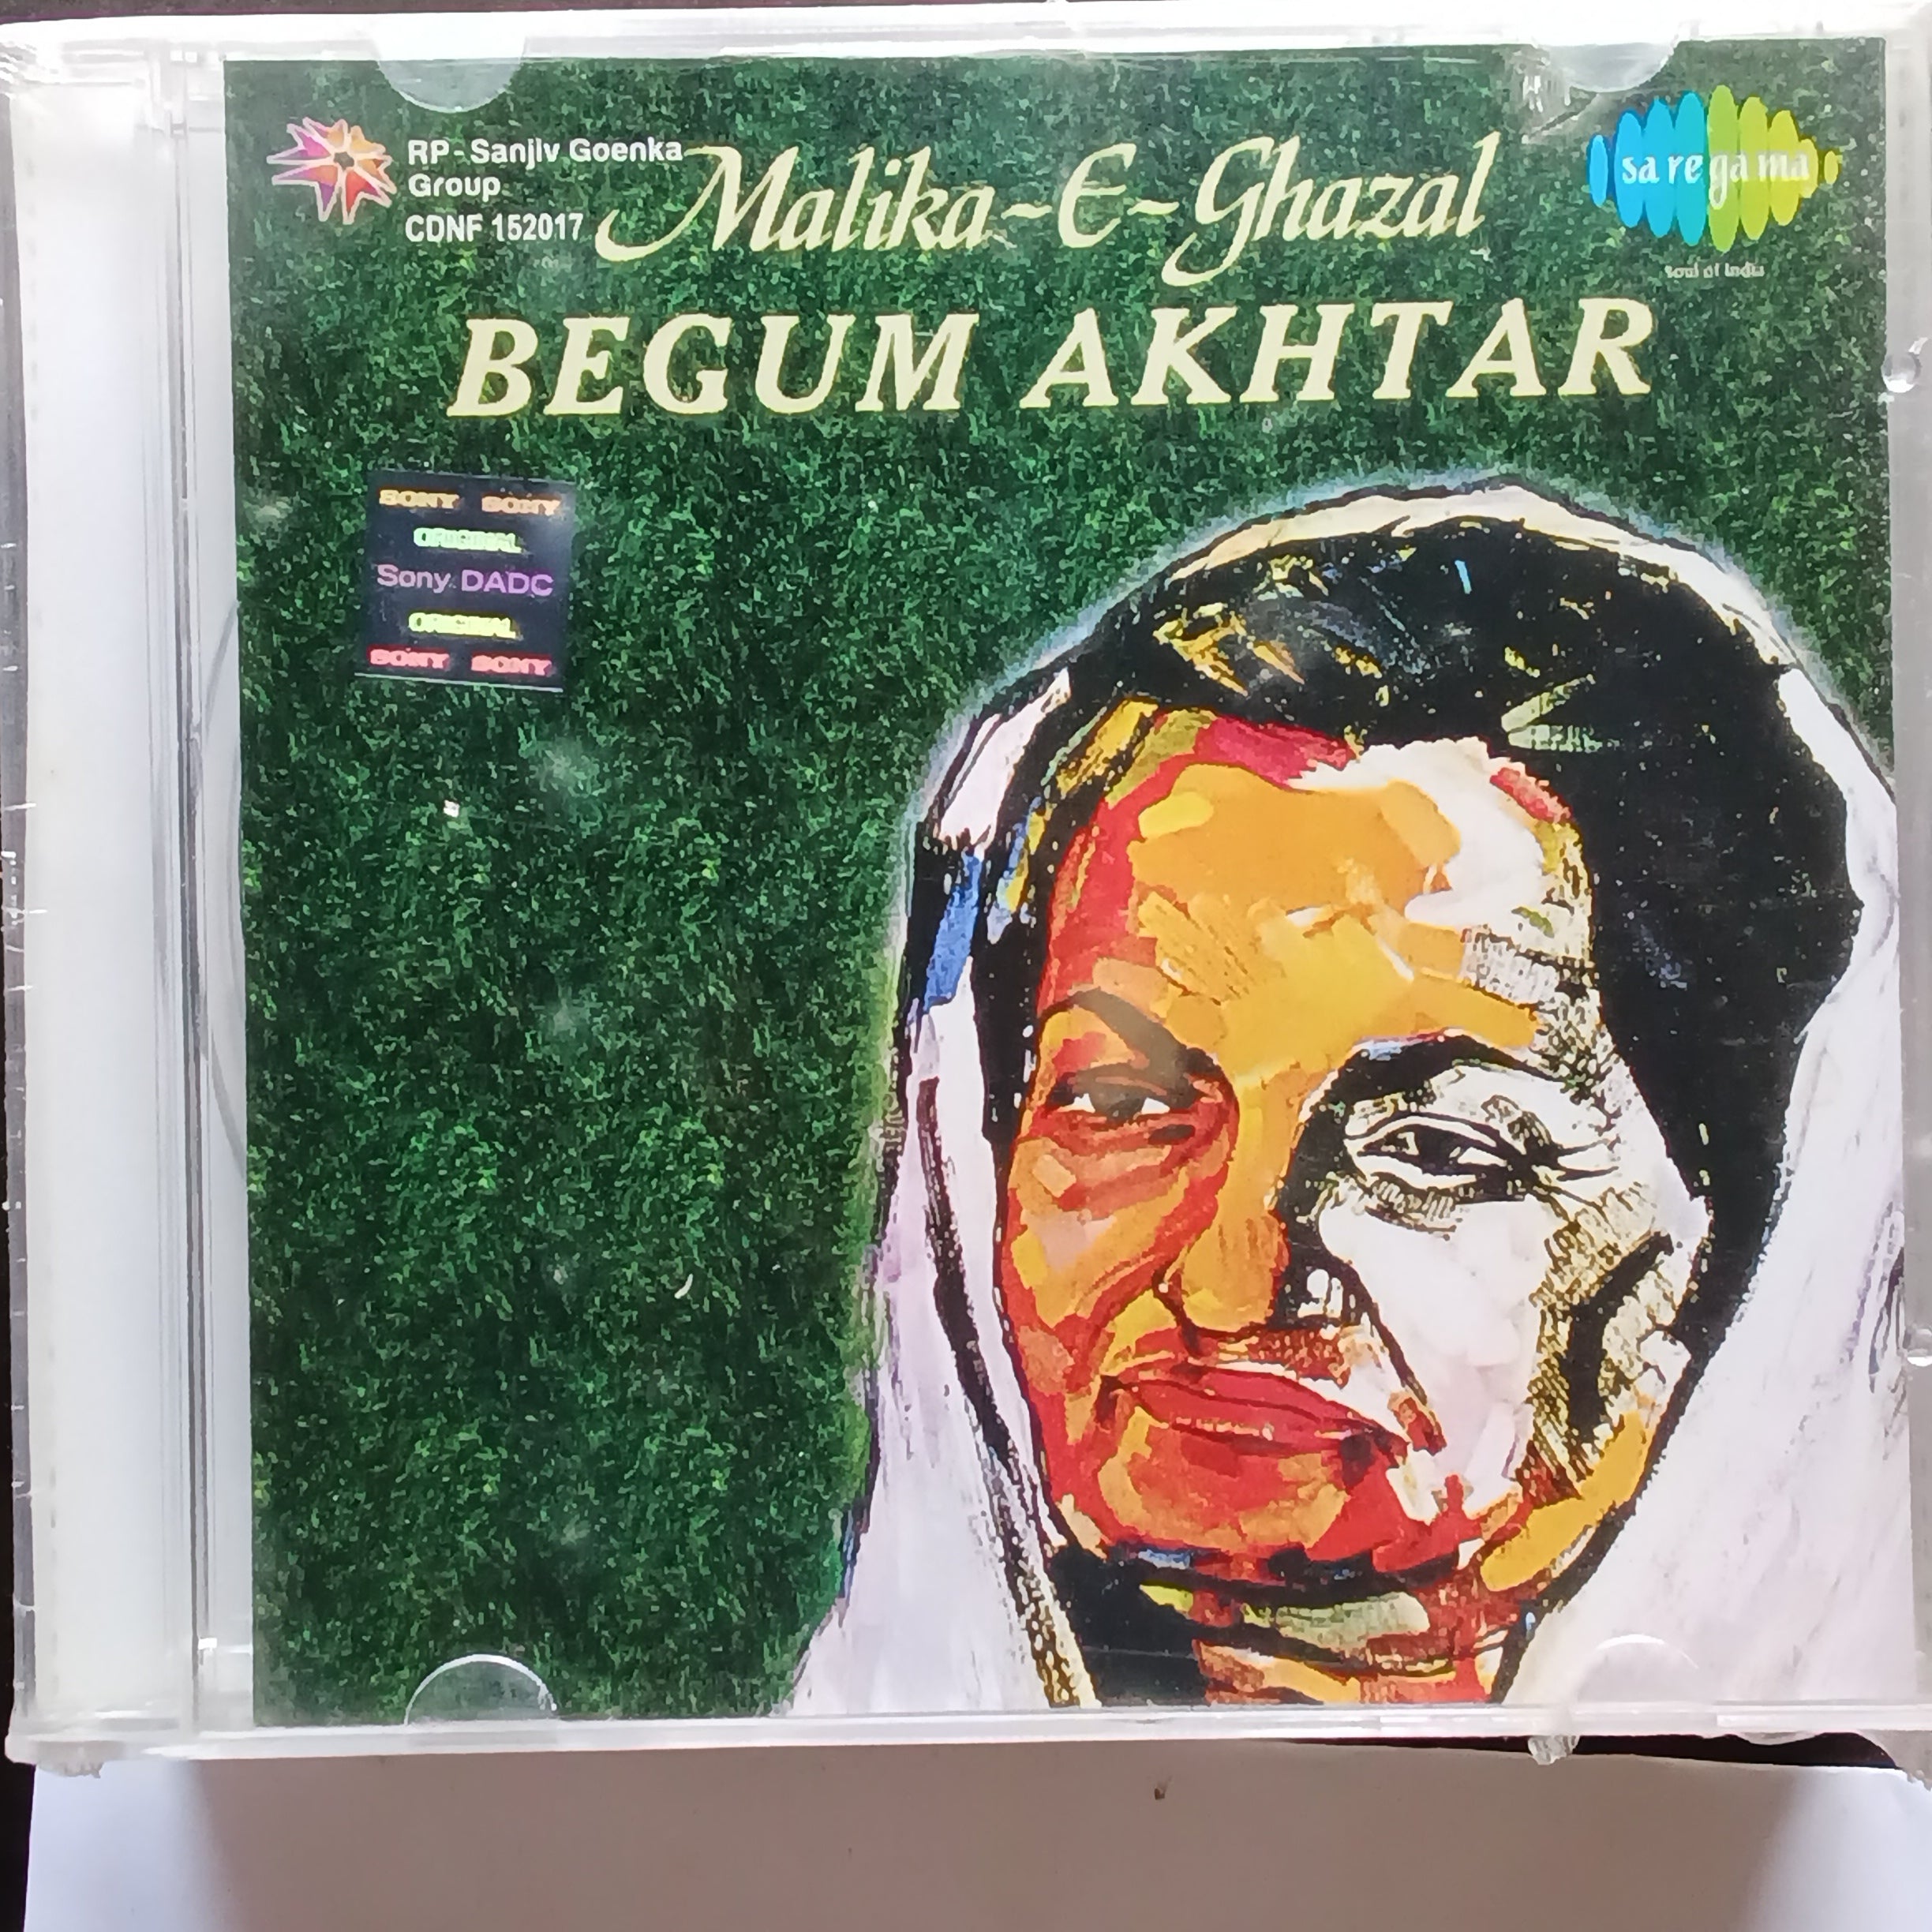 RP-Sanjiv Goenka
Group
CDNF 152017
Malika-E-Ghazal
sa re ga ma
Soul of India
BEGUM AKHTAR
SONY SONY
ORIGINAL
Sony DADC
ORIGINAL
SONY SONY